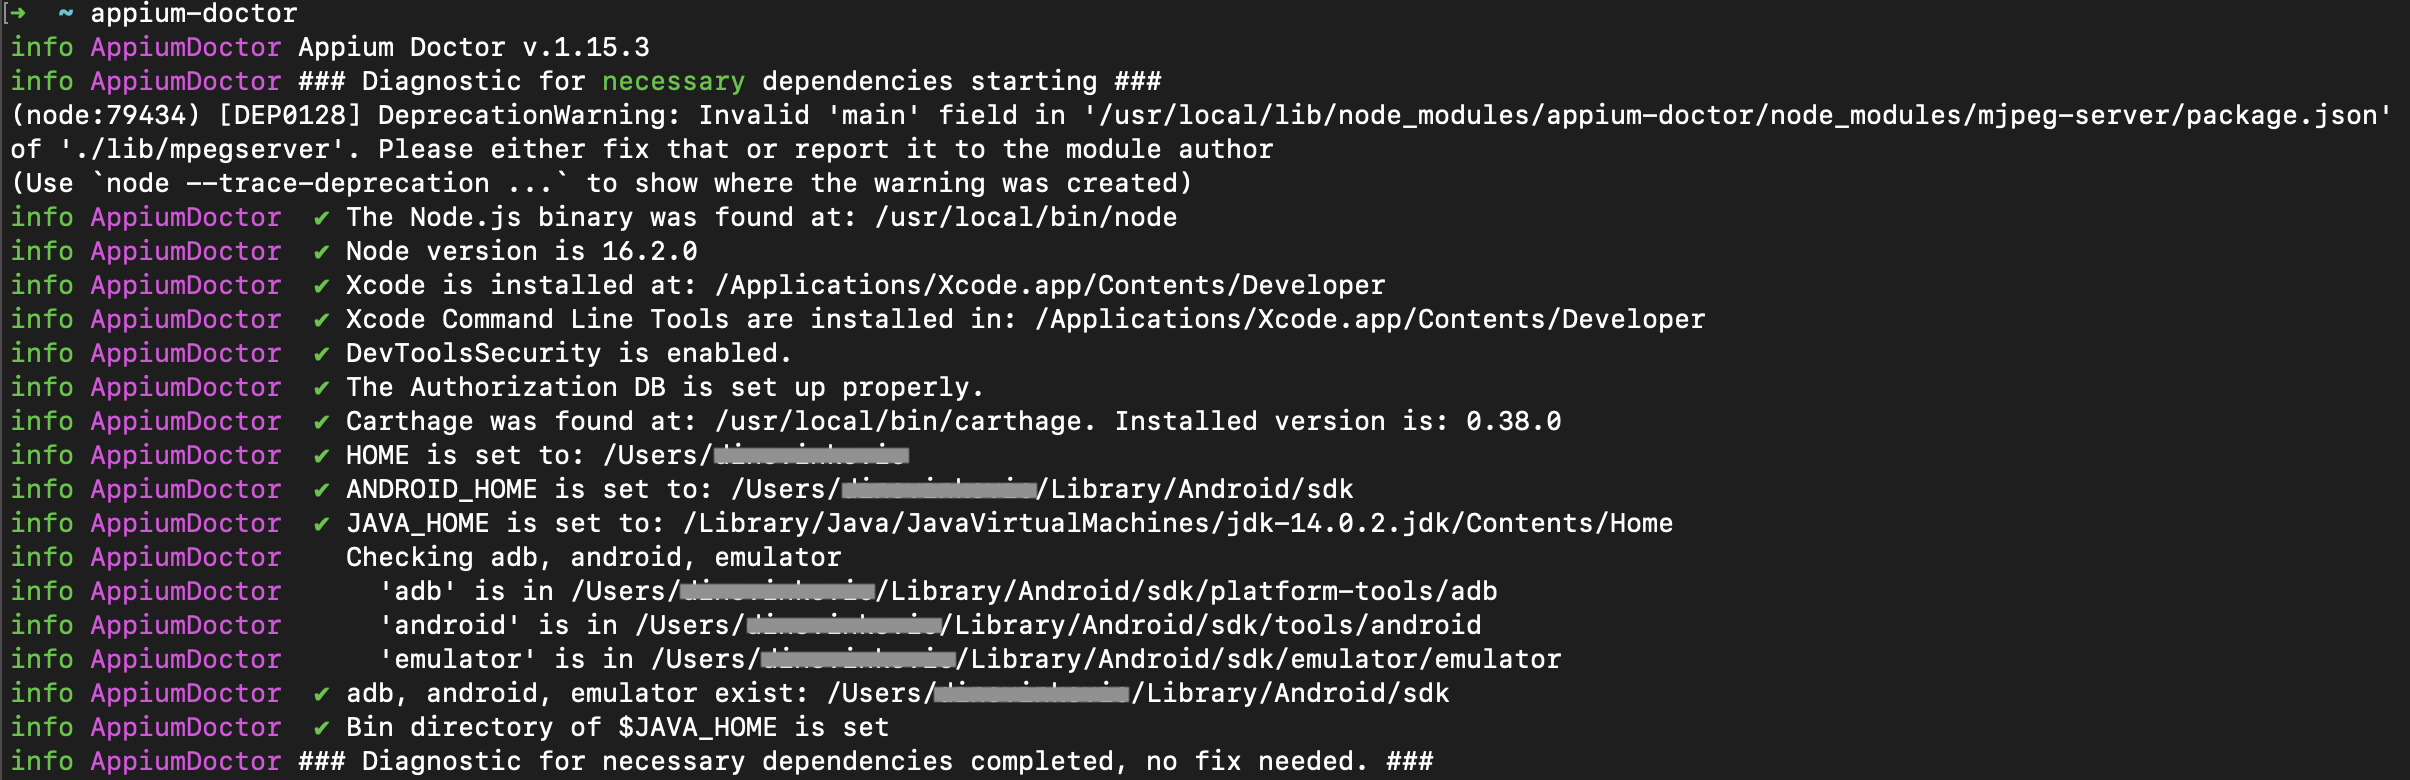 [➜  ~ appium-doctor
info AppiumDoctor Appium Doctor v.1.15.3
info AppiumDoctor ### Diagnostic for necessary dependencies starting ###
(node:79434) [DEP0128] DeprecationWarning: Invalid 'main' field in '/usr/local/lib/node_modules/appium-doctor/node_modules/mjpeg-server/package.json'
of './lib/mpegserver'. Please either fix that or report it to the module author
(Use `node --trace-deprecation ...` to show where the warning was created)
info AppiumDoctor  ✔ The Node.js binary was found at: /usr/local/bin/node
info AppiumDoctor  ✔ Node version is 16.2.0
info AppiumDoctor  ✔ Xcode is installed at: /Applications/Xcode.app/Contents/Developer
info AppiumDoctor  ✔ Xcode Command Line Tools are installed in: /Applications/Xcode.app/Contents/Developer
info AppiumDoctor  ✔ DevToolsSecurity is enabled.
info AppiumDoctor  ✔ The Authorization DB is set up properly.
info AppiumDoctor  ✔ Carthage was found at: /usr/local/bin/carthage. Installed version is: 0.38.0
info AppiumDoctor  ✔ HOME is set to: /Users/
info AppiumDoctor  ✔ ANDROID_HOME is set to: /Users/ /Library/Android/sdk
info AppiumDoctor  ✔ JAVA_HOME is set to: /Library/Java/JavaVirtualMachines/jdk-14.0.2.jdk/Contents/Home
info AppiumDoctor    Checking adb, android, emulator
info AppiumDoctor      'adb' is in /Users/ /Library/Android/sdk/platform-tools/adb
info AppiumDoctor      'android' is in /Users/ /Library/Android/sdk/tools/android
info AppiumDoctor      'emulator' is in /Users/ /Library/Android/sdk/emulator/emulator
info AppiumDoctor  ✔ adb, android, emulator exist: /Users/ /Library/Android/sdk
info AppiumDoctor  ✔ Bin directory of $JAVA_HOME is set
info AppiumDoctor ### Diagnostic for necessary dependencies completed, no fix needed. ###